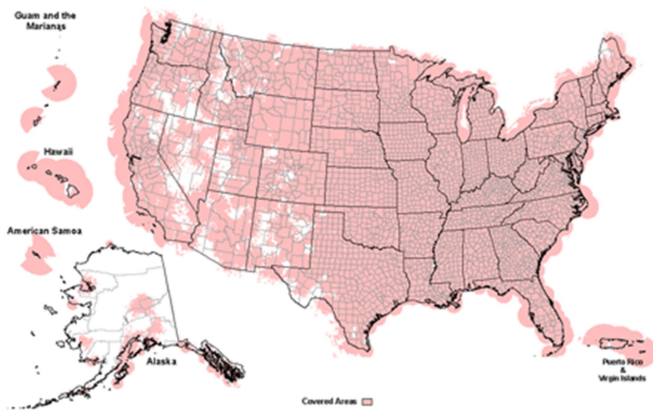 Guam and the
Marianas
Hawaii
American Samoa
Alaska
Puerto Rico
&
Virgin Islands
Covered Areas